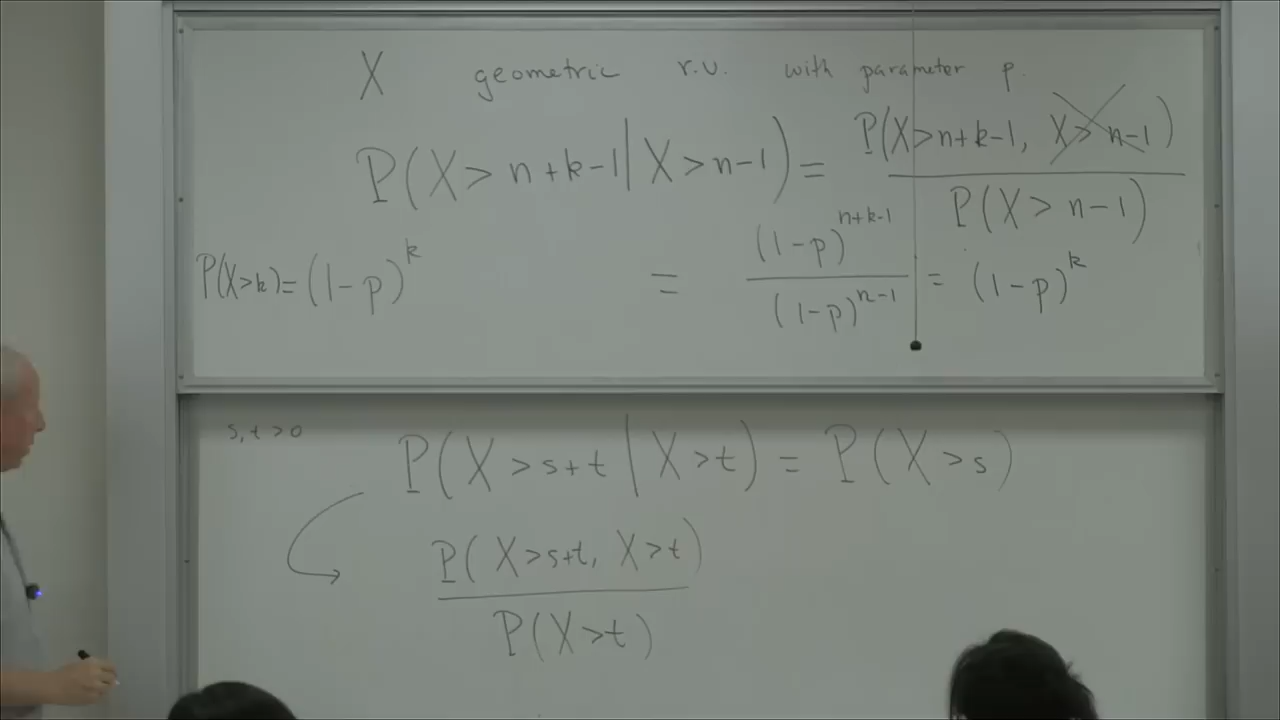 X geometric r.v. with parameter p.
P(X > n+k-1 | X > n-1) = P(X>n+k-1, X > n-1) / P(X > n-1)
P(X>k) = (1-p)^k
= (1-p)^{n+k-1} / (1-p)^{n-1} = (1-p)^k
s, t > 0
P(X > s+t | X > t) = P(X > s)
P(X > s+t, X > t) / P(X > t)